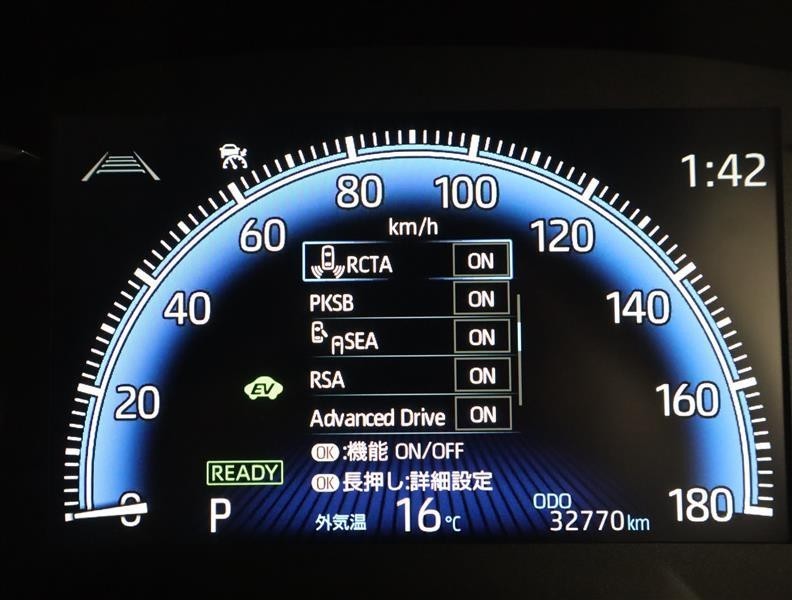 1:42
80 100
km/h
60 120
RCTA ON
PKSB ON
40 140
SEA ON
RSA ON
EV
20 160
Advanced Drive ON
OK:機能 ON/OFF
READY
OK長押し:詳細設定
0 180
P
外気温 16℃
ODO
32770km